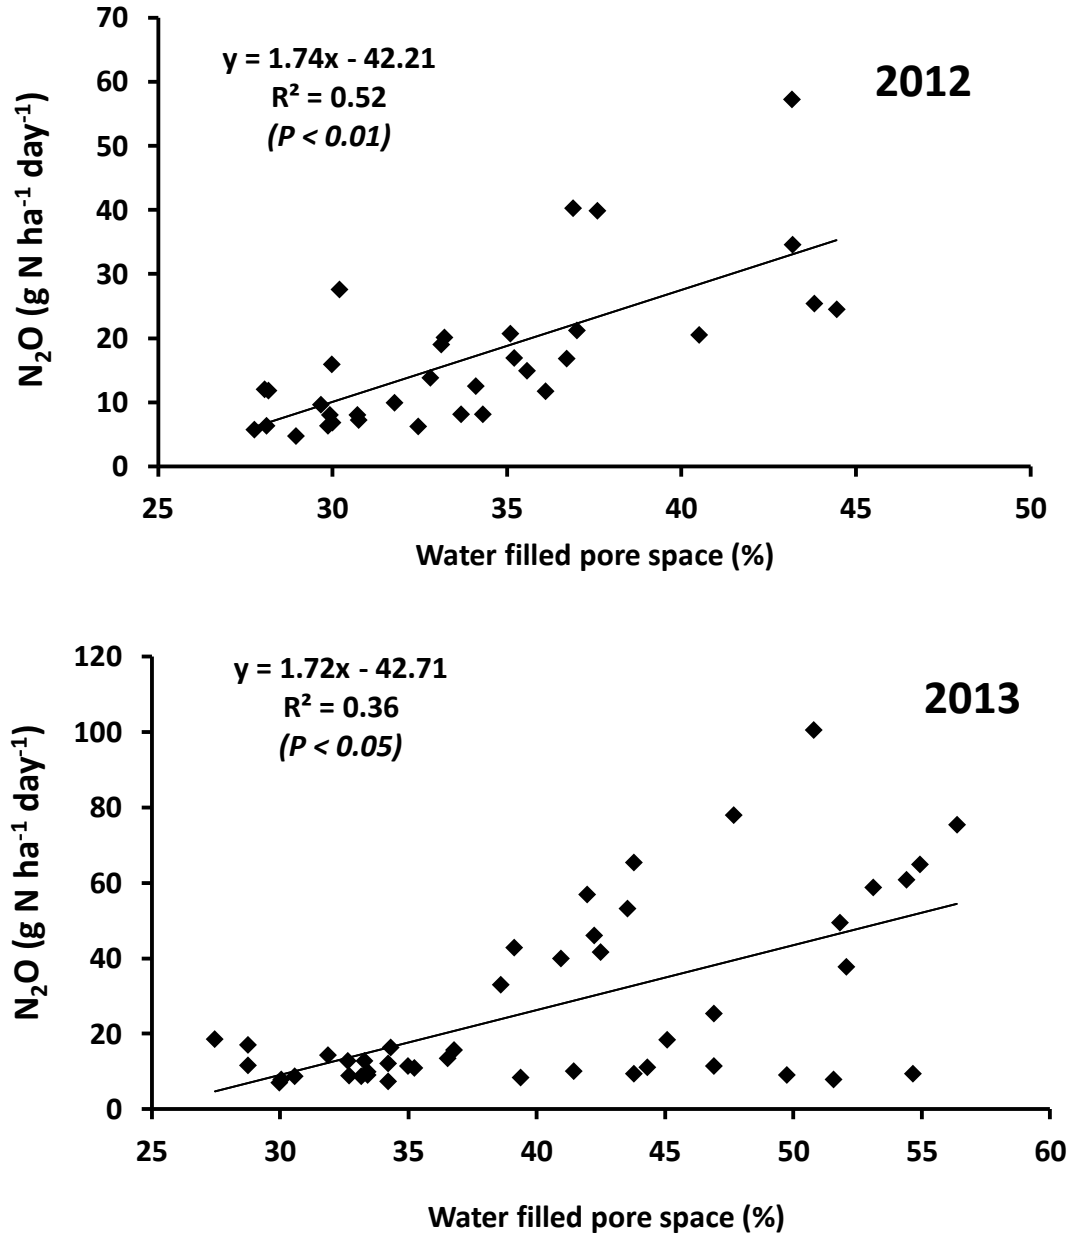 70
60
50
40
30
20
10
0
N₂O (g N ha⁻¹ day⁻¹)
y = 1.74x - 42.21
R² = 0.52
(P < 0.01)
2012
25 30 35 40 45 50
Water filled pore space (%)
120
100
80
60
40
20
0
N₂O (g N ha⁻¹ day⁻¹)
y = 1.72x - 42.71
R² = 0.36
(P < 0.05)
2013
25 30 35 40 45 50 55 60
Water filled pore space (%)